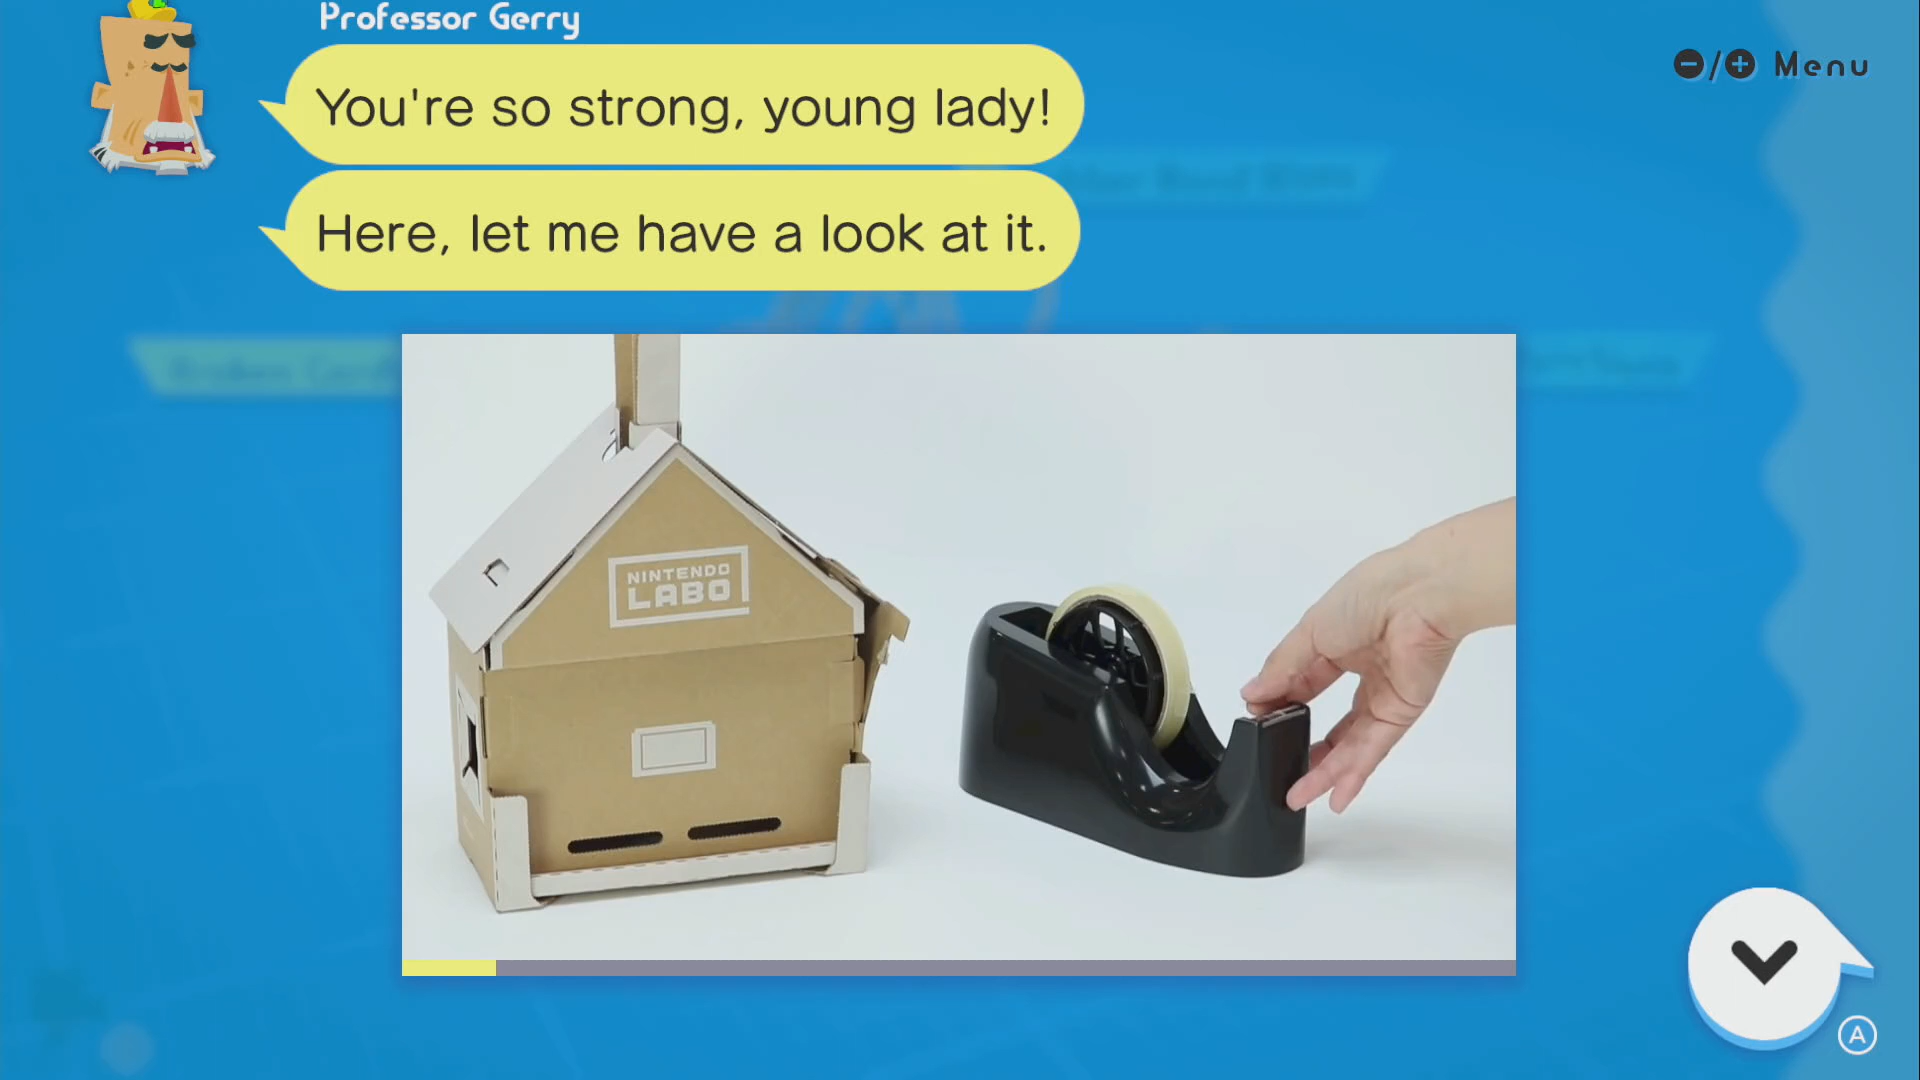 Professor Gerry
You're so strong, young lady!
-/+ Menu
Here, let me have a look at it.
NINTENDO
LABO
A